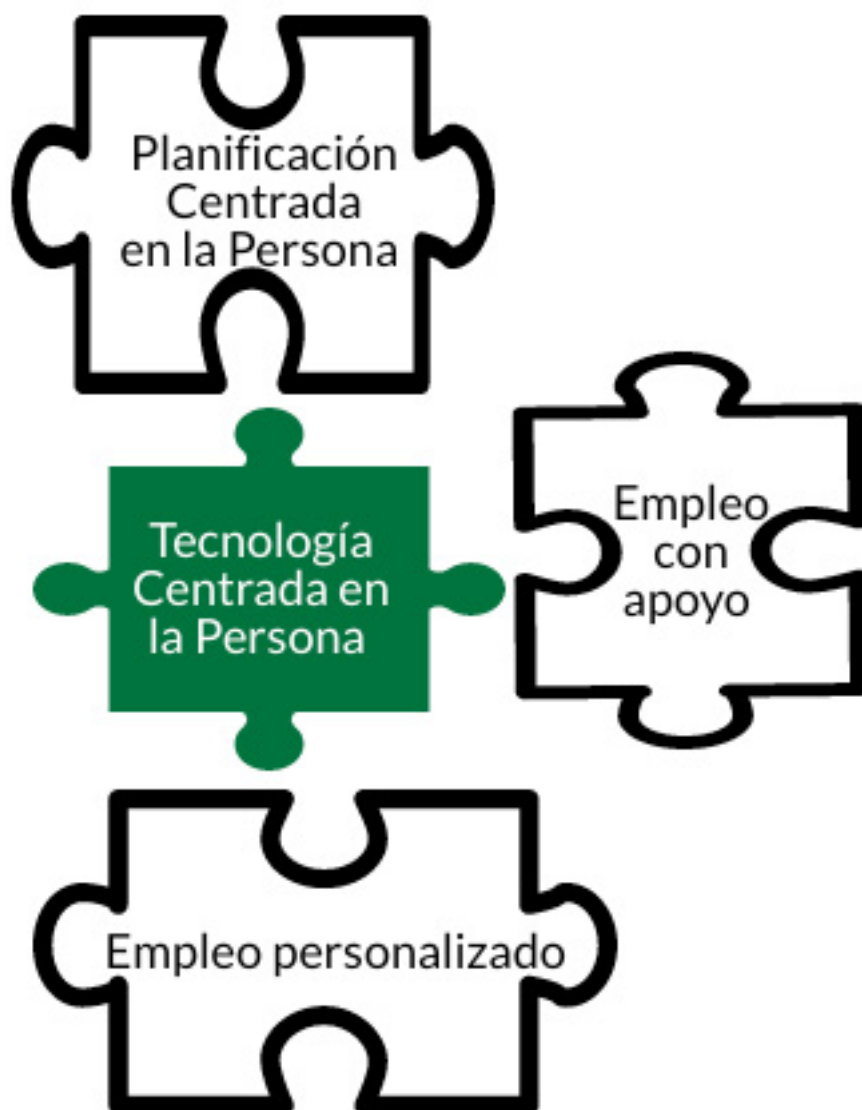 Planificación
Centrada
en la Persona
Tecnología
Centrada en
la Persona
Empleo
con
apoyo
Empleo personalizado